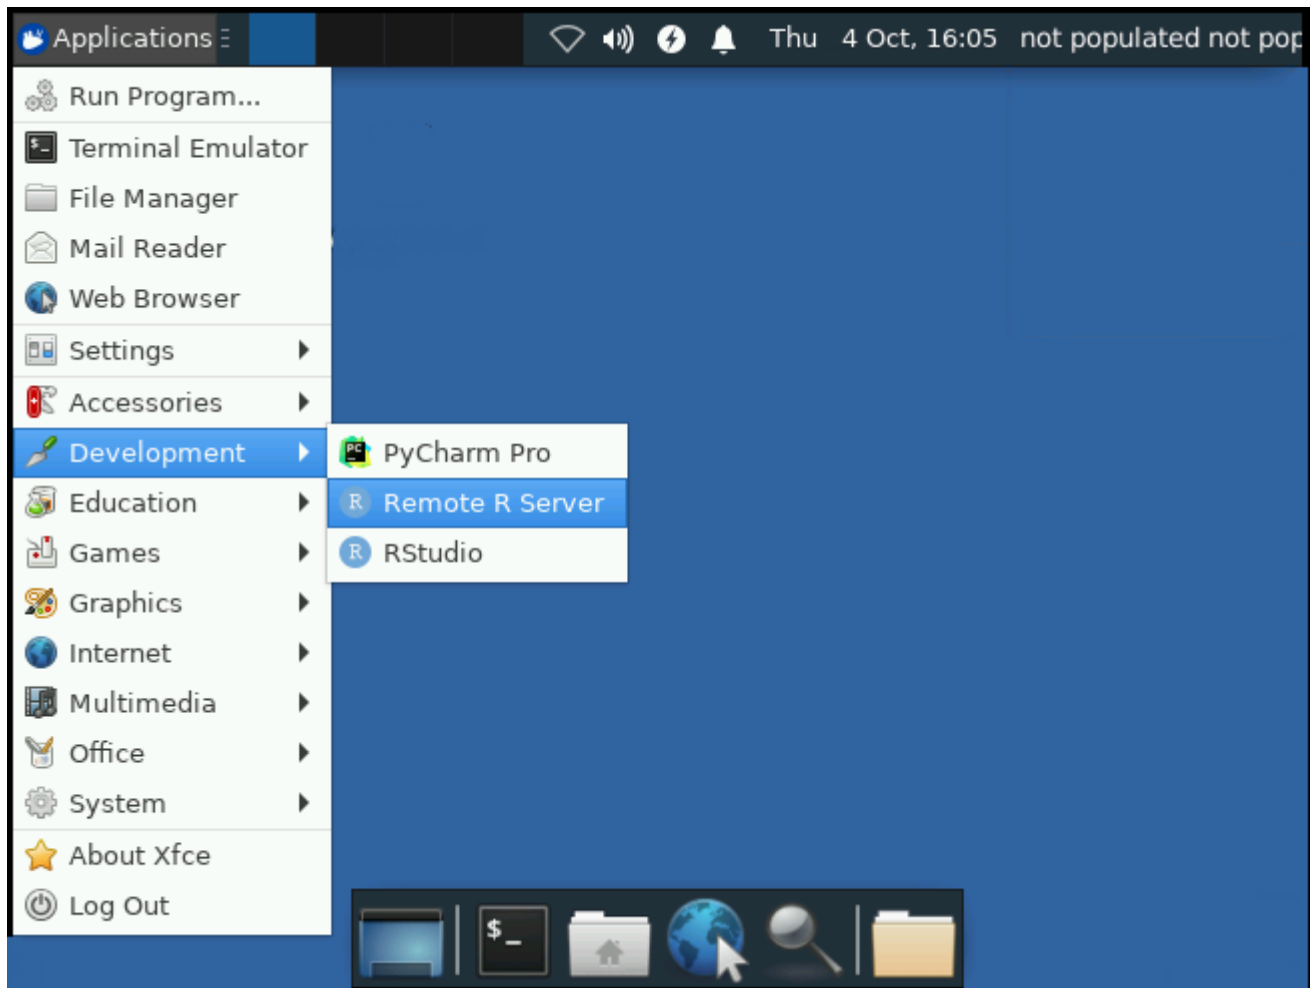 Applications
Thu 4 Oct, 16:05 not populated not pop
Run Program...
Terminal Emulator
File Manager
Mail Reader
Web Browser
Settings
Accessories
Development
PyCharm Pro
Education
Remote R Server
Games
RStudio
Graphics
Internet
Multimedia
Office
System
About Xfce
Log Out